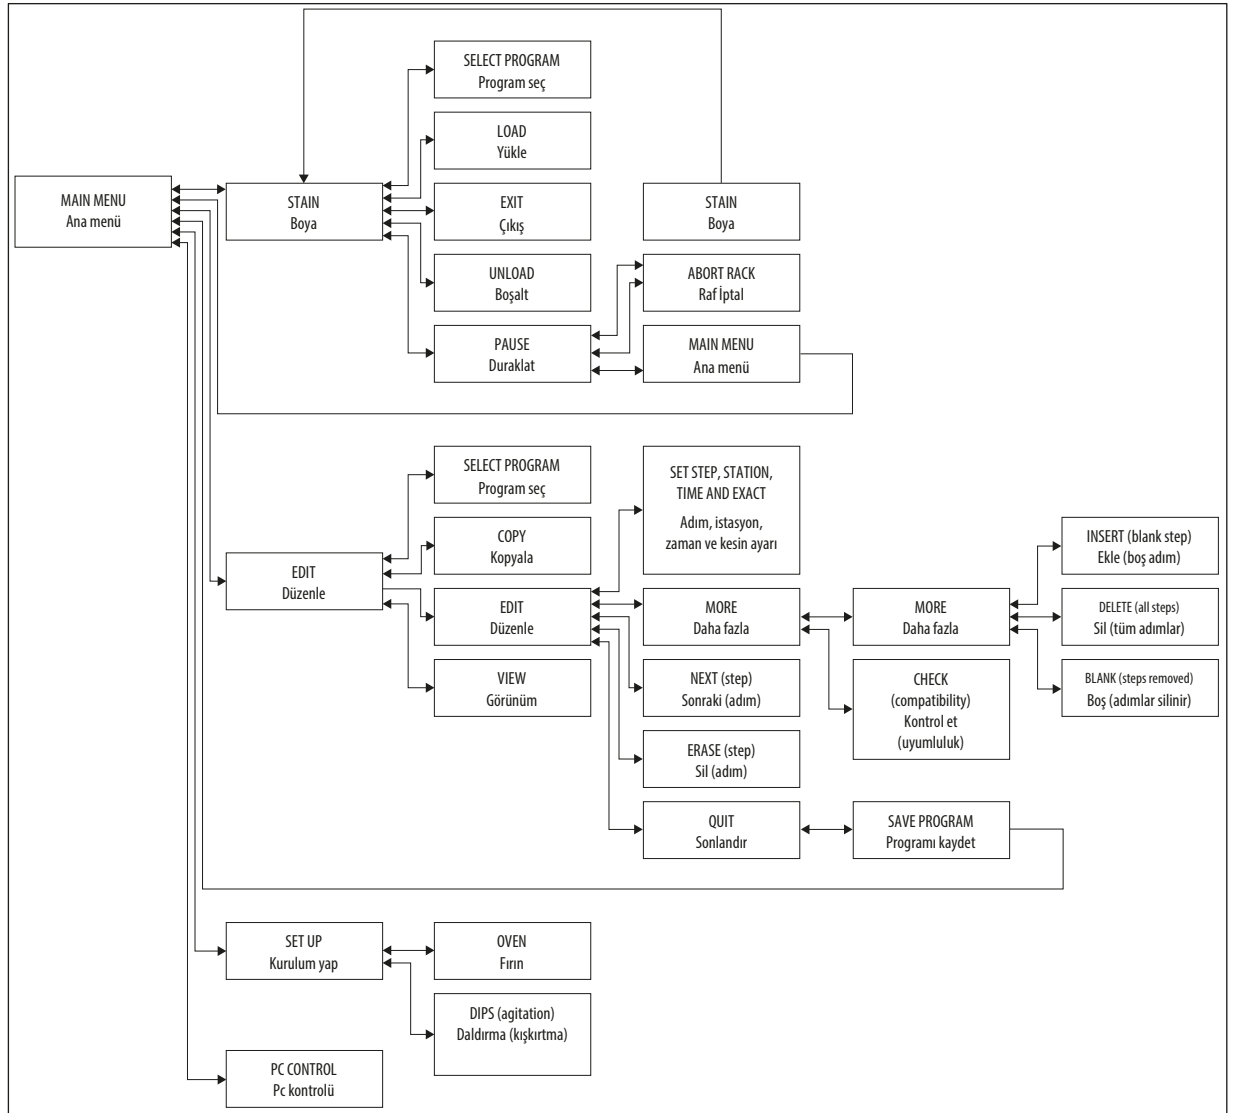 SELECT PROGRAM
Program seç
LOAD
Yükle
MAIN MENU
Ana menü
STAIN
Boya
EXIT
Çıkış
STAIN
Boya
UNLOAD
Boşalt
ABORT RACK
Raf İptal
PAUSE
Duraklat
MAIN MENU
Ana menü
SELECT PROGRAM
Program seç
SET STEP, STATION,
TIME AND EXACT
Adım, istasyon,
zaman ve kesin ayarı
COPY
Kopyala
INSERT (blank step)
Ekle (boş adım)
EDIT
Düzenle
EDIT
Düzenle
MORE
Daha fazla
MORE
Daha fazla
DELETE (all steps)
Sil (tüm adımlar)
VIEW
Görünüm
NEXT (step)
Sonraki (adım)
CHECK
(compatibility)
Kontrol et
(uyumluluk)
BLANK (steps removed)
Boş (adımlar silinir)
ERASE (step)
Sil (adım)
QUIT
Sonlandır
SAVE PROGRAM
Programı kaydet
SET UP
Kurulum yap
OVEN
Fırın
DIPS (agitation)
Daldırma (kışkırtma)
PC CONTROL
Pc kontrolü